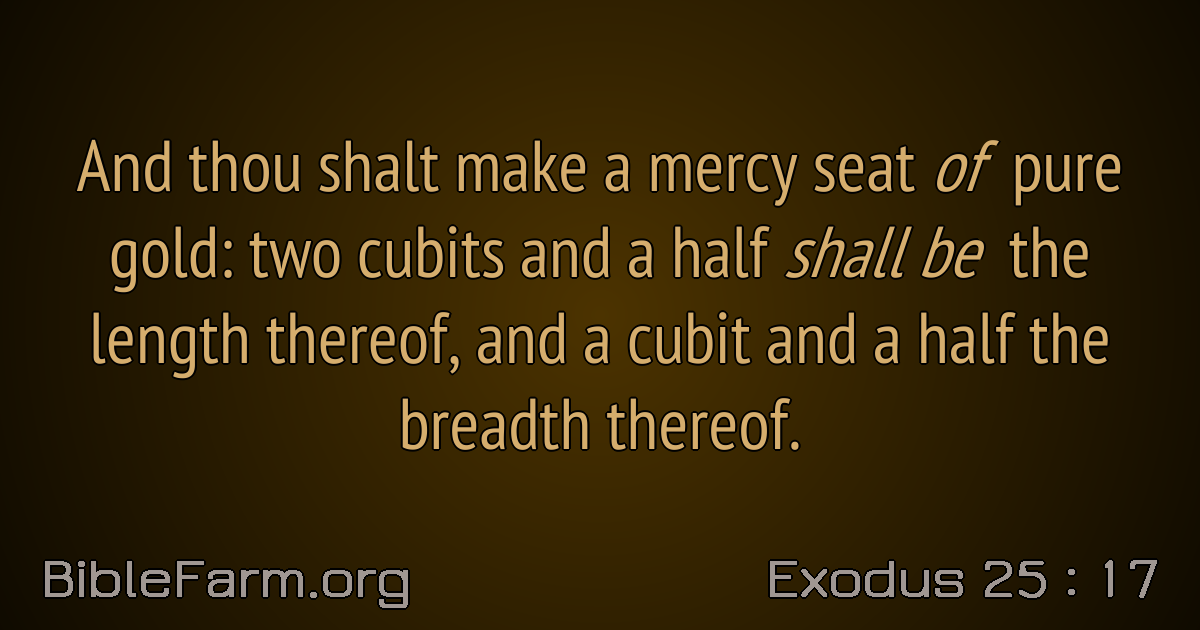 And thou shalt make a mercy seat of pure
gold: two cubits and a half shall be the
length thereof, and a cubit and a half the
breadth thereof.
BibleFarm.org
Exodus 25 : 17